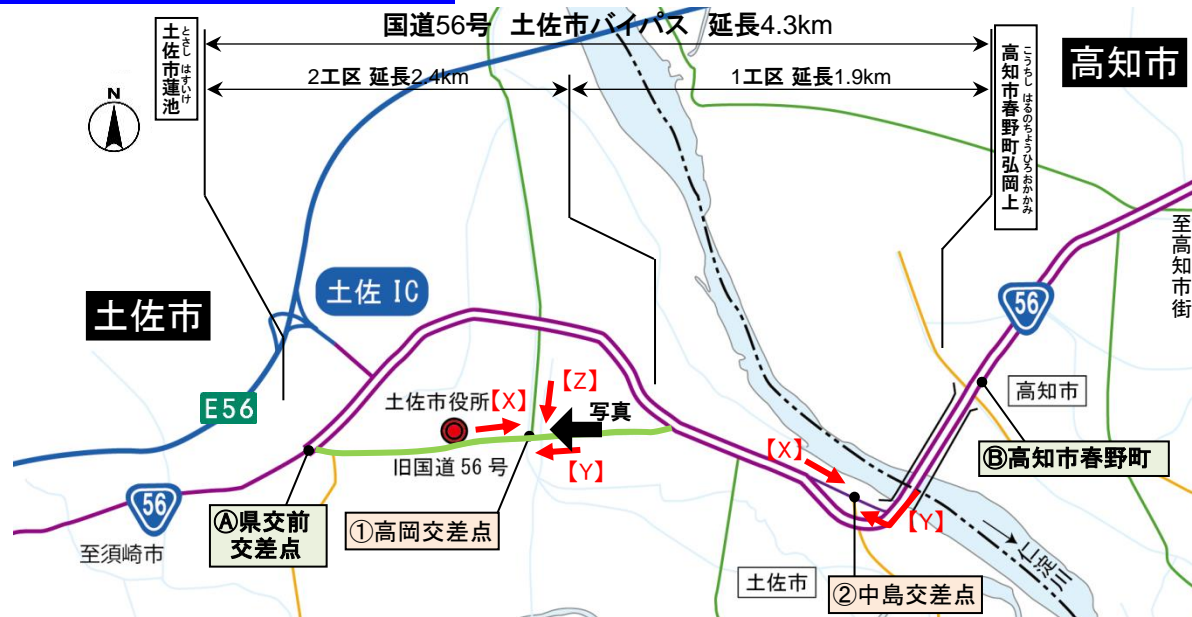 国道56号 土佐市バイパス 延長4.3km
2工区 延長2.4km
1工区 延長1.9km
とさし はすいけ
土佐市蓮池
こうちし はるのちょうひろおかかみ
高知市春野町弘岡上
高知市
N
至高知市街
土佐市
土佐 IC
56
E56
土佐市役所
【X】
【Z】
写真
高知市
旧国道56号
【Y】
【X】
Ⓑ高知市春野町
56
Ⓐ県交前
交差点
①高岡交差点
【Y】
仁淀川
至須崎市
土佐市
②中島交差点